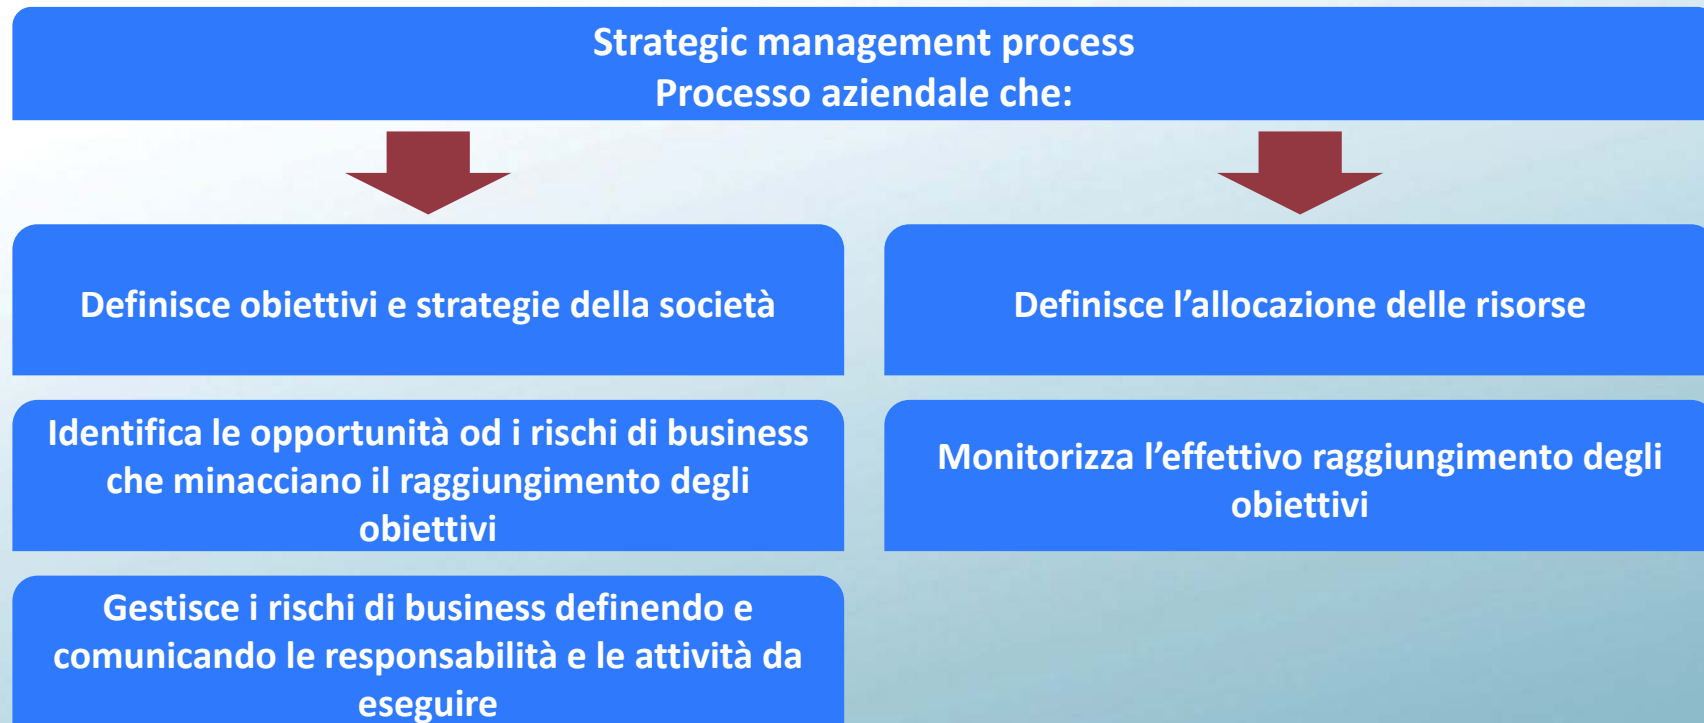 Strategic management process
Processo aziendale che:
Definisce obiettivi e strategie della società
Identifica le opportunità od i rischi di business
che minacciano il raggiungimento degli
obiettivi
Gestisce i rischi di business definendo e
comunicando le responsabilità e le attività da
eseguire
Definisce l’allocazione delle risorse
Monitorizza l’effettivo raggiungimento degli
obiettivi